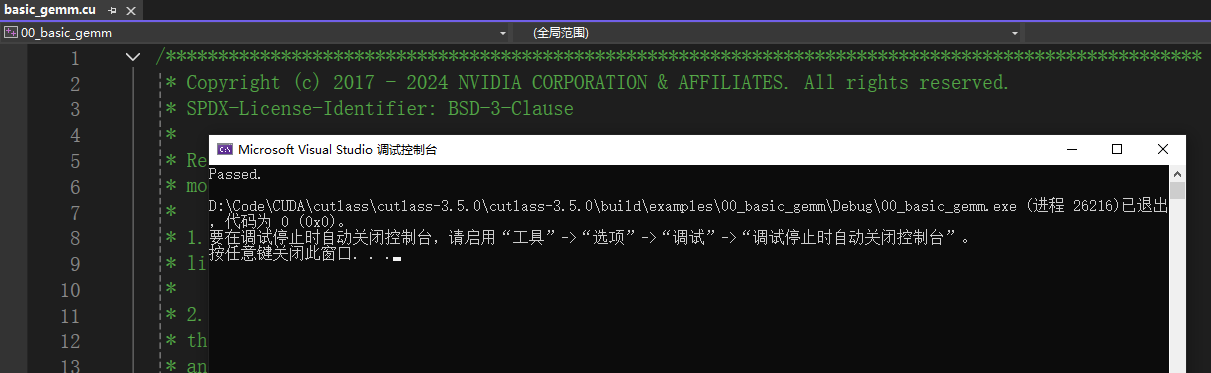 basic_gemm.cu
00_basic_gemm
(全局范围)
1 /***************************************************************************************************
2 * Copyright (c) 2017 - 2024 NVIDIA CORPORATION & AFFILIATES. All rights reserved.
3 * SPDX-License-Identifier: BSD-3-Clause
4 *
5 * Re
6 * mo
7 *
8 * 1.
9 * li
10 *
11 * 2.
12 * th
13 * an
Microsoft Visual Studio 调试控制台
Passed.
D:\Code\CUDA\cutlass\cutlass-3.5.0\cutlass-3.5.0\build\examples\00_basic_gemm\Debug\00_basic_gemm.exe (进程 26216)已退出
，代码为 0 (0x0)。
要在调试停止时自动关闭控制台，请启用“工具”->“选项”->“调试”->“调试停止时自动关闭控制台”。
按任意键关闭此窗口. . .